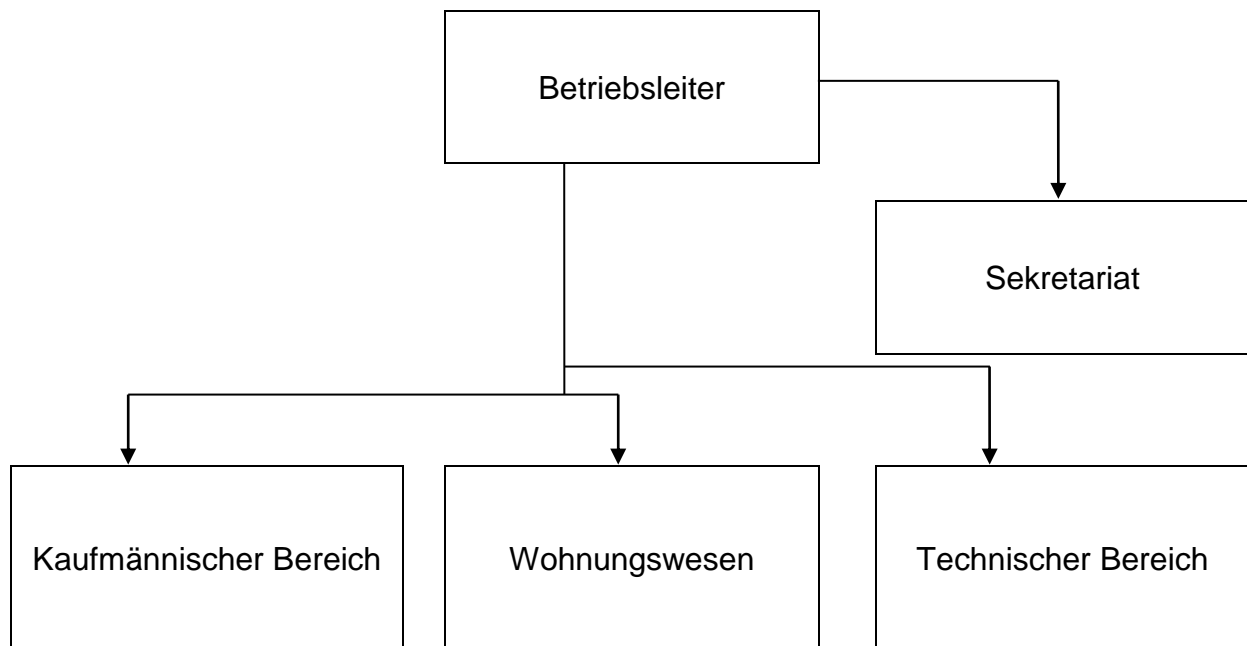 Betriebsleiter
Sekretariat
Kaufmännischer Bereich
Wohnungswesen
Technischer Bereich